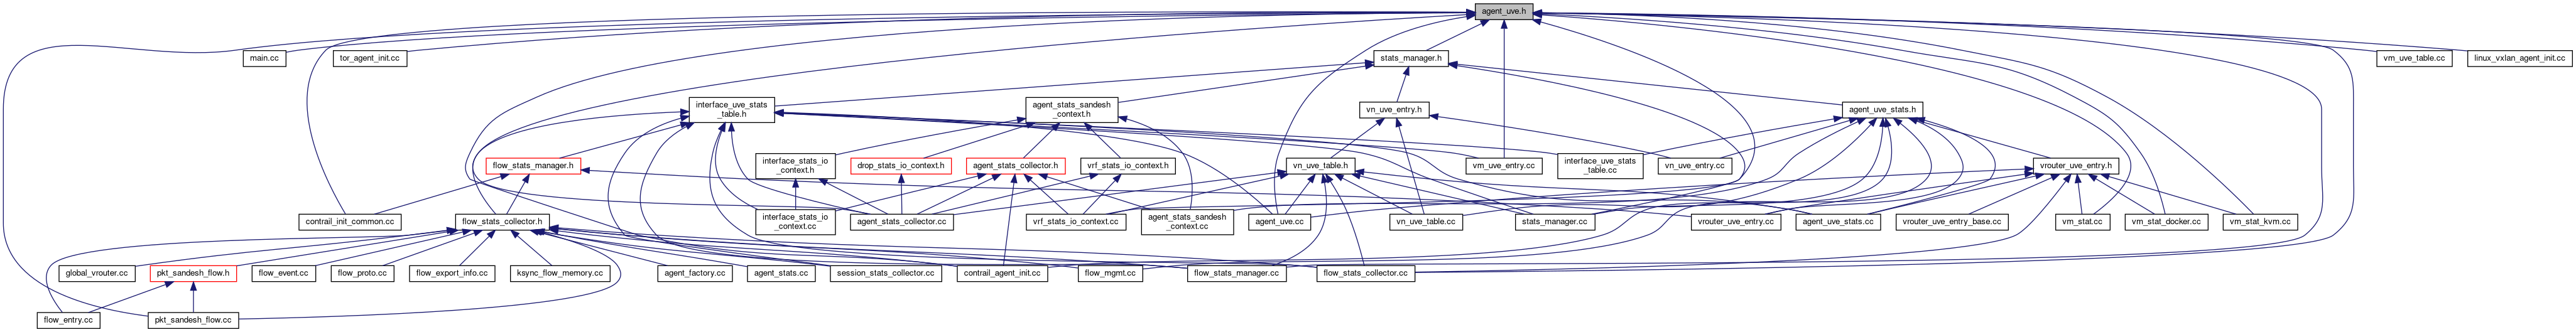 agent_uve.h
main.cc
tor_agent_init.cc
stats_manager.h
vm_uve_table.cc
linux_vxlan_agent_init.cc
interface_uve_stats
_table.h
agent_stats_sandesh
_context.h
vn_uve_entry.h
agent_uve_stats.h
flow_stats_manager.h
interface_stats_io
_context.h
drop_stats_io_context.h
agent_stats_collector.h
vrf_stats_io_context.h
vn_uve_table.h
vm_uve_entry.cc
interface_uve_stats
_table.cc
vn_uve_entry.cc
vrouter_uve_entry.h
contrail_init_common.cc
flow_stats_collector.h
interface_stats_io
_context.cc
agent_stats_collector.cc
vrf_stats_io_context.cc
agent_stats_sandesh
_context.cc
agent_uve.cc
vn_uve_table.cc
stats_manager.cc
vrouter_uve_entry.cc
agent_uve_stats.cc
vrouter_uve_entry_base.cc
vm_stat.cc
vm_stat_docker.cc
vm_stat_kvm.cc
global_vrouter.cc
pkt_sandesh_flow.h
flow_event.cc
flow_proto.cc
flow_export_info.cc
ksync_flow_memory.cc
agent_factory.cc
agent_stats.cc
session_stats_collector.cc
contrail_agent_init.cc
flow_mgmt.cc
flow_stats_manager.cc
flow_stats_collector.cc
flow_entry.cc
pkt_sandesh_flow.cc